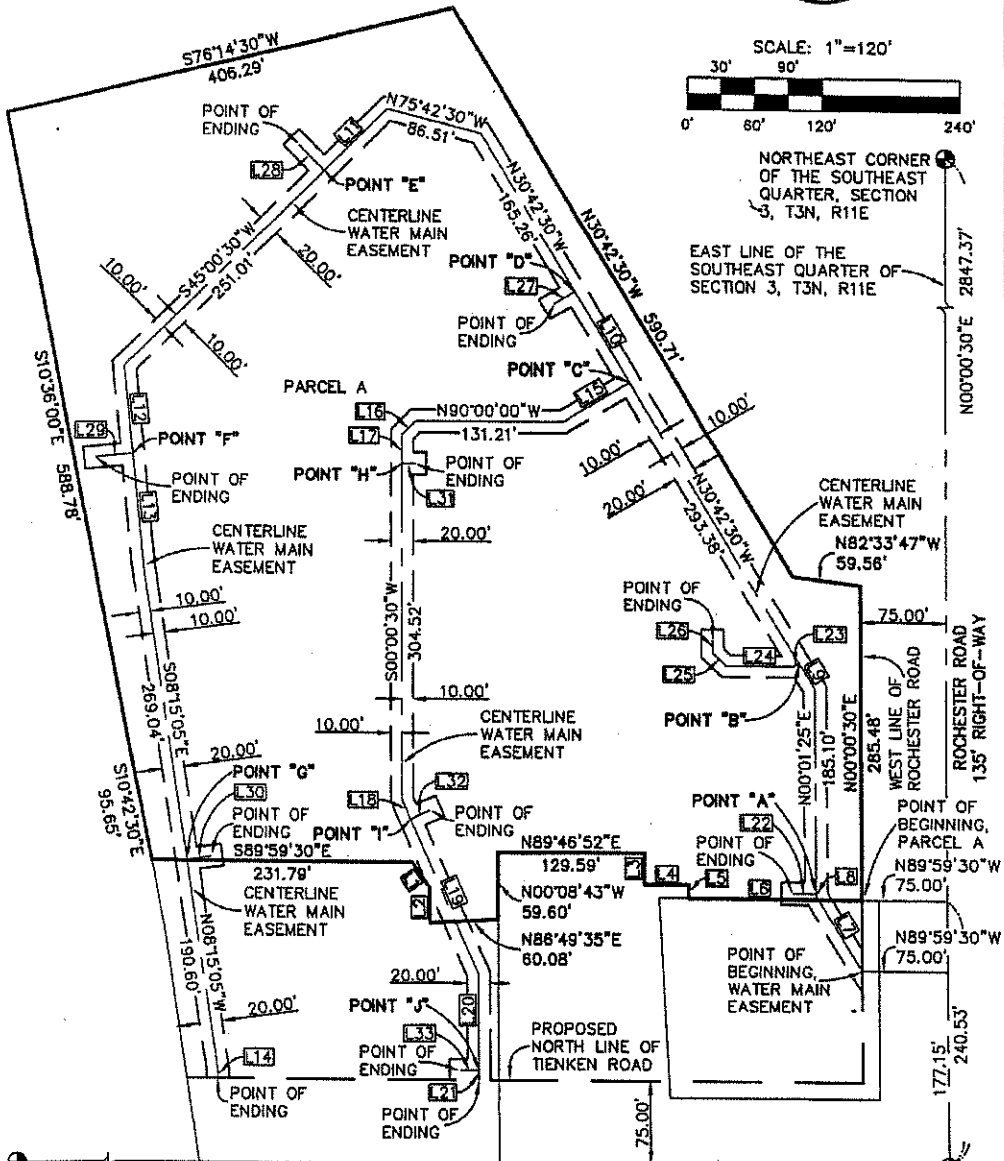 SCALE: 1"=120'
30'
90'
0'
60'
120'
240'
S76°14'30"W
406.29'
POINT OF
ENDING
L11
N75°42'30"W
86.51'
L28
POINT "E"
CENTERLINE
WATER MAIN
EASEMENT
NORTHEAST CORNER
OF THE SOUTHEAST
QUARTER, SECTION
3, T3N, R11E
EAST LINE OF THE
SOUTHEAST QUARTER OF
SECTION 3, T3N, R11E
N00°00'30"E 2847.37'
N30°42'30"W
165.26'
N30°42'30"W 590.71'
POINT "D"
L27
POINT OF
ENDING
L10
10.00'
S45°00'30"W
251.01'
20.00'
10.00'
POINT "C"
L15
PARCEL A
L16
N90°00'00"W
131.21'
L17
POINT "H"
POINT OF
ENDING
L31
10.00'
10.00'
20.00'
N30°42'30"W
293.38'
CENTERLINE
WATER MAIN
EASEMENT
N82°33'47"W
59.56'
S10°36'00"E 588.78'
L12
L29
POINT "F"
POINT OF
ENDING
L13
CENTERLINE
WATER MAIN
EASEMENT
20.00'
10.00'
10.00'
S00°00'30"W
304.52'
10.00'
10.00'
CENTERLINE
WATER MAIN
EASEMENT
POINT OF
ENDING
L26
L24
L23
L25
L9
POINT "B"
75.00'
WEST LINE OF
ROCHESTER ROAD
ROCHESTER ROAD
135' RIGHT-OF-WAY
N00°01'25"E
185.10'
N00°00'30"E
285.48'
S08°15'05"E
269.04'
20.00'
S10°42'30"E
95.65'
POINT "G"
L30
POINT OF
ENDING
S89°59'30"E
231.79'
L18
L32
POINT "I"
POINT OF
ENDING
N89°46'52"E
129.59'
L3
L4
L5
L6
POINT "A"
L22
POINT OF
ENDING
L8
POINT OF
BEGINNING,
PARCEL A
N89°59'30"W
75.00'
L1
L2
L19
N00°08'43"W
59.60'
N86°49'35"E
60.08'
L7
N89°59'30"W
75.00'
POINT OF
BEGINNING,
WATER MAIN
EASEMENT
CENTERLINE
WATER MAIN
EASEMENT
N08°15'05"W
190.60'
20.00'
20.00'
L20
POINT "J"
L33
POINT OF
ENDING
L21
POINT OF
ENDING
L14
POINT OF
ENDING
PROPOSED
NORTH LINE OF
TIENKEN ROAD
75.00'
177.15'
240.53'